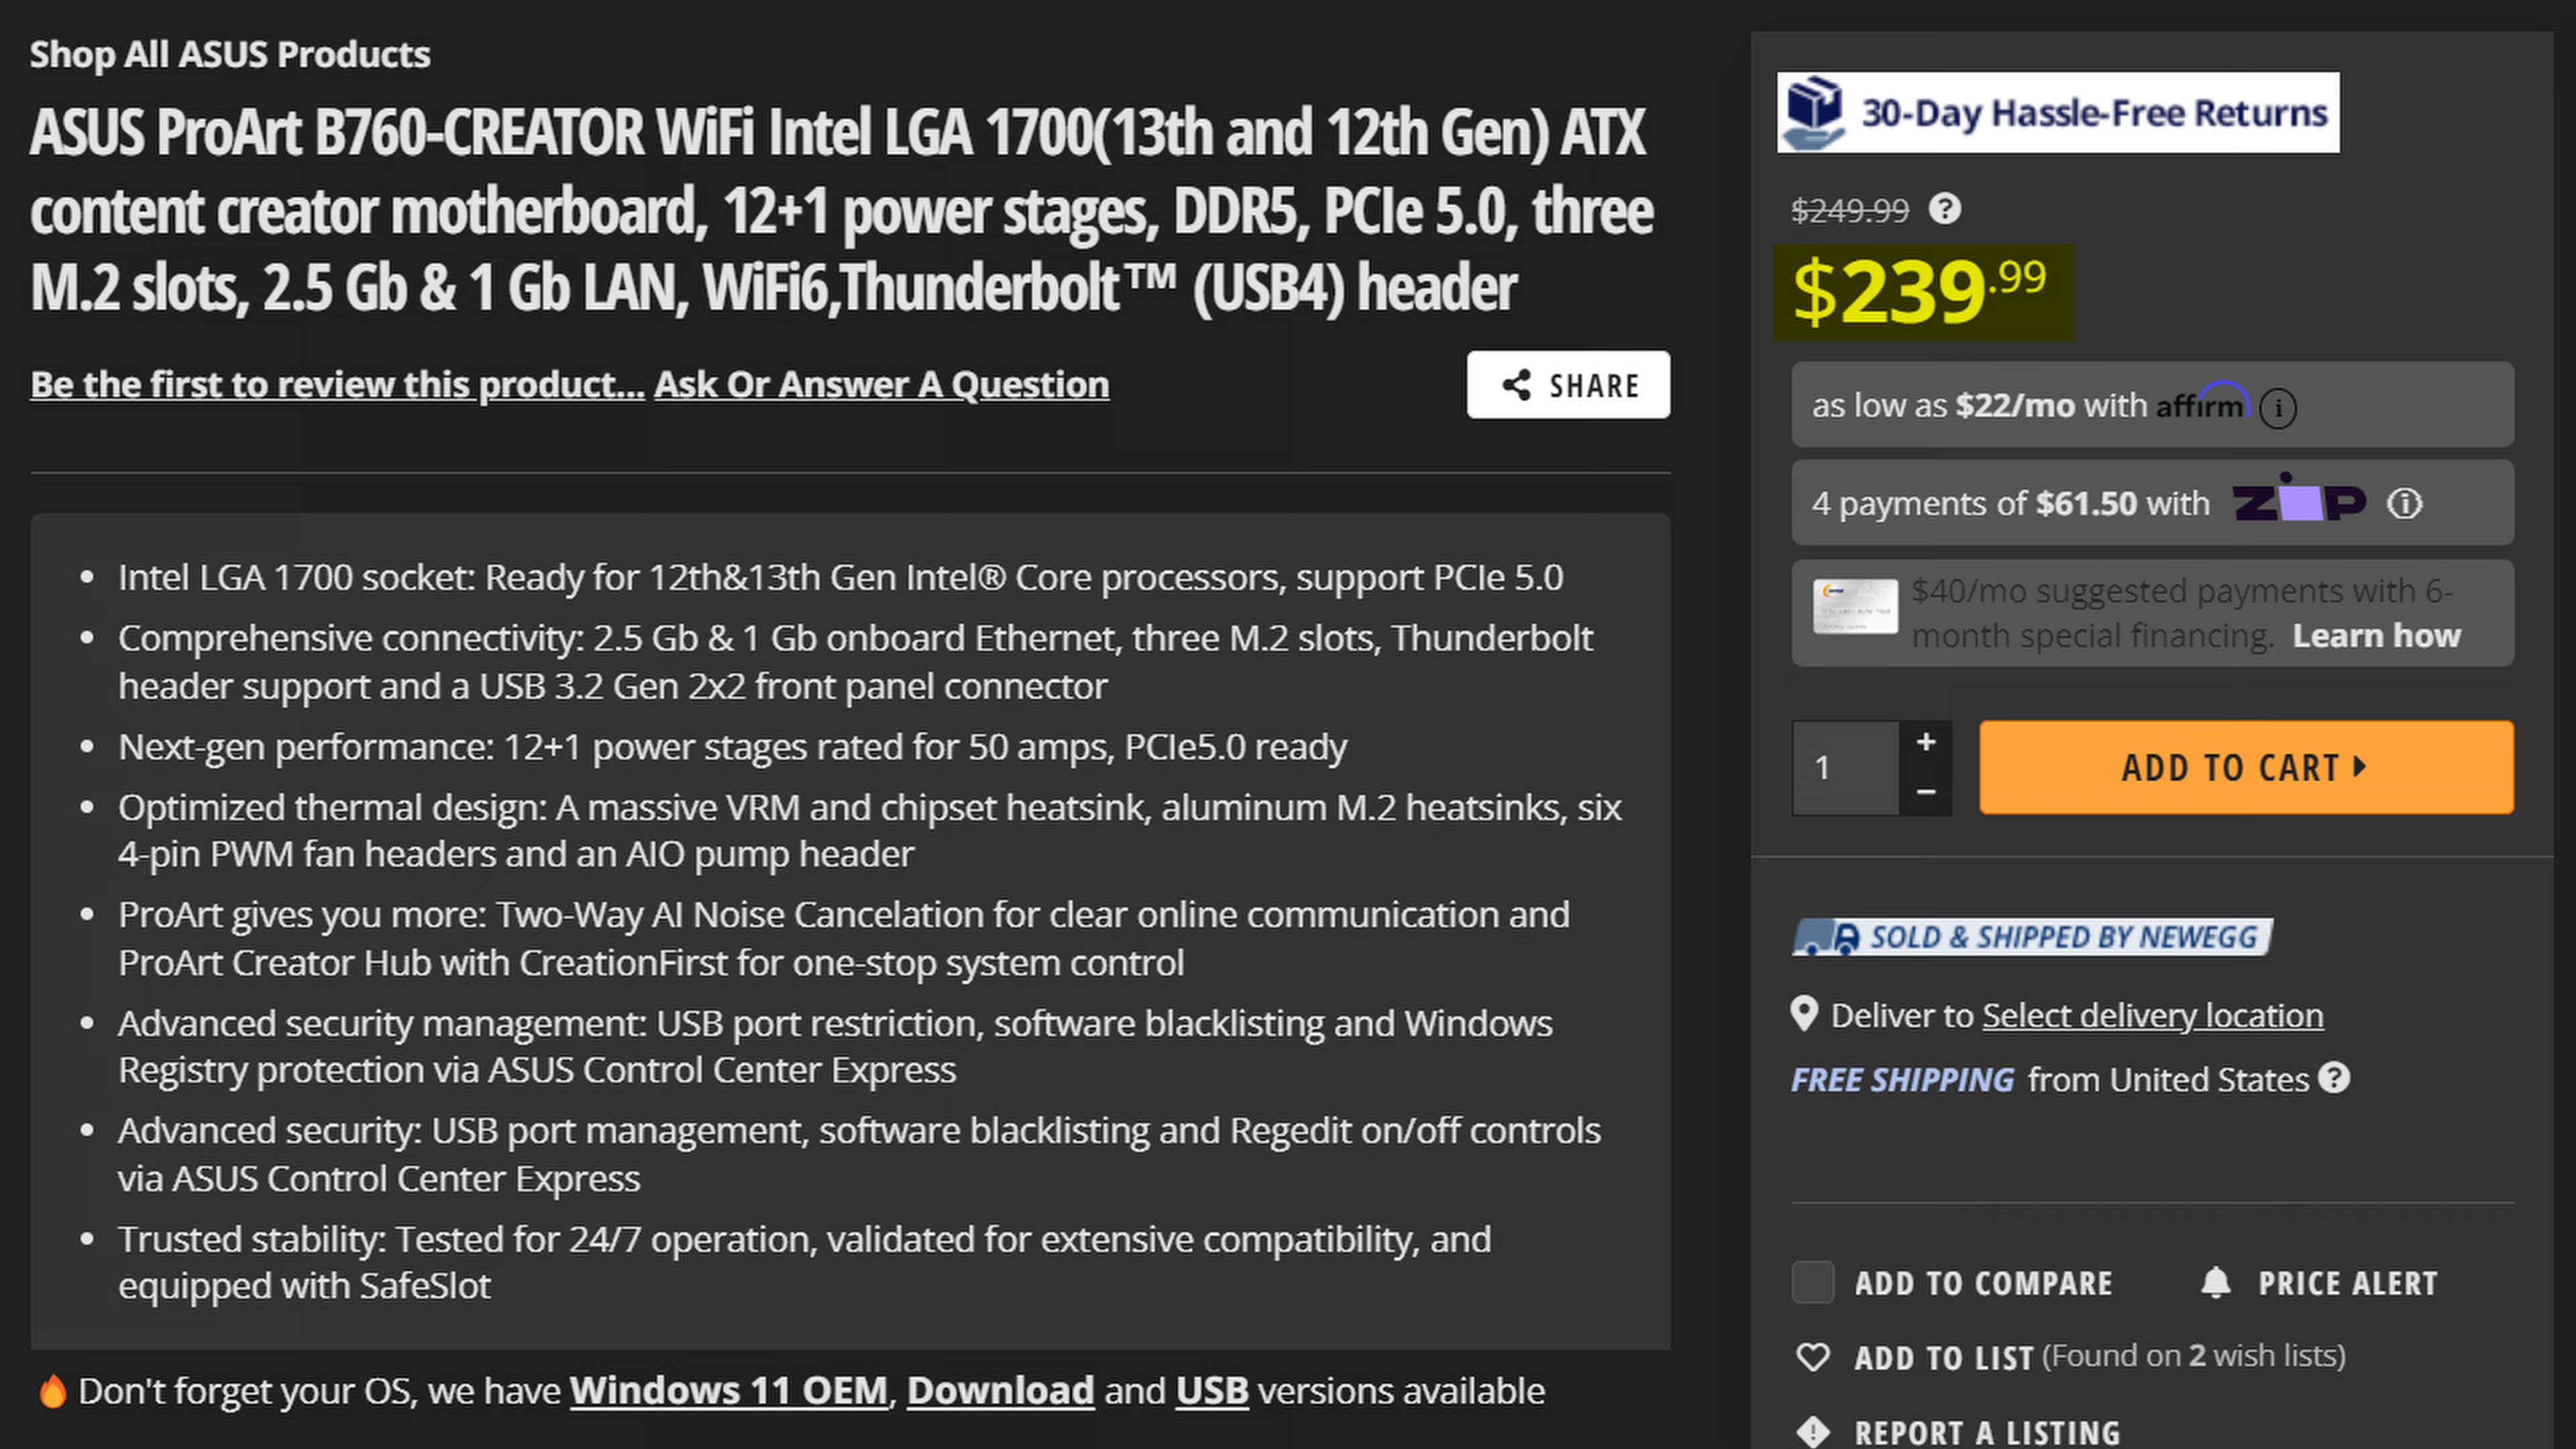 Shop All ASUS Products
ASUS ProArt B760-CREATOR WiFi Intel LGA 1700(13th and 12th Gen) ATX
content creator motherboard, 12+1 power stages, DDR5, PCIe 5.0, three
M.2 slots, 2.5 Gb & 1 Gb LAN, WiFi6,Thunderbolt™ (USB4) header
Be the first to review this product... Ask Or Answer A Question
SHARE
• Intel LGA 1700 socket: Ready for 12th&13th Gen Intel® Core processors, support PCIe 5.0
• Comprehensive connectivity: 2.5 Gb & 1 Gb onboard Ethernet, three M.2 slots, Thunderbolt
header support and a USB 3.2 Gen 2x2 front panel connector
• Next-gen performance: 12+1 power stages rated for 50 amps, PCIe5.0 ready
• Optimized thermal design: A massive VRM and chipset heatsink, aluminum M.2 heatsinks, six
4-pin PWM fan headers and an AIO pump header
• ProArt gives you more: Two-Way AI Noise Cancelation for clear online communication and
ProArt Creator Hub with CreationFirst for one-stop system control
• Advanced security management: USB port restriction, software blacklisting and Windows
Registry protection via ASUS Control Center Express
• Advanced security: USB port management, software blacklisting and Regedit on/off controls
via ASUS Control Center Express
• Trusted stability: Tested for 24/7 operation, validated for extensive compatibility, and
equipped with SafeSlot
Don't forget your OS, we have Windows 11 OEM, Download and USB versions available
30-Day Hassle-Free Returns
$249.99 ?
$239.99
as low as $22/mo with affirm i
4 payments of $61.50 with ZIP i
$40/mo suggested payments with 6-
month special financing. Learn how
1
+
−
ADD TO CART
SOLD & SHIPPED BY NEWEGG
Deliver to Select delivery location
FREE SHIPPING from United States ?
ADD TO COMPARE
PRICE ALERT
ADD TO LIST (Found on 2 wish lists)
REPORT A LISTING